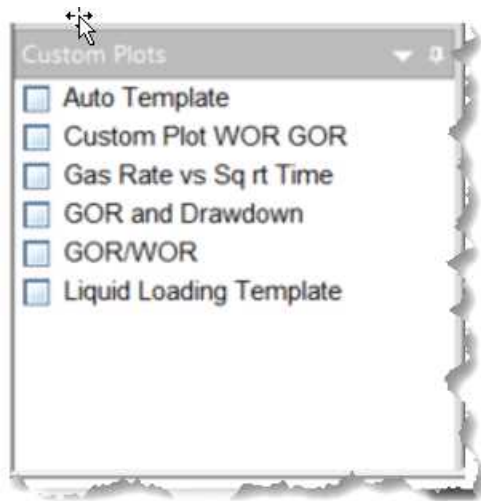 Custom Plots
Auto Template
Custom Plot WOR GOR
Gas Rate vs Sq rt Time
GOR and Drawdown
GOR/WOR
Liquid Loading Template